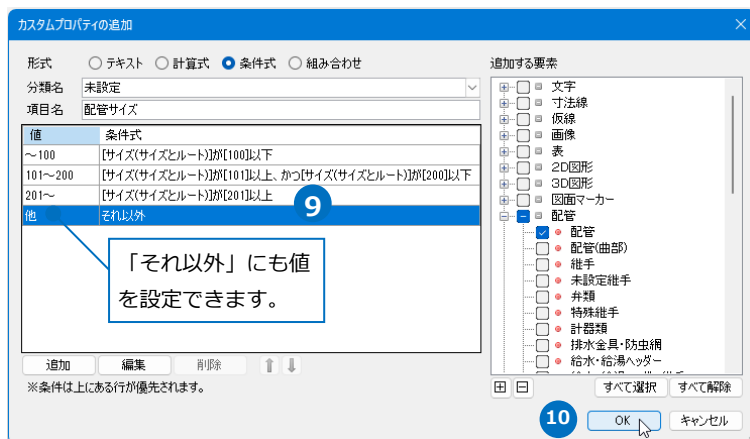 カスタムプロパティの追加
形式 テキスト 計算式 条件式 組み合わせ
分類名 未設定
項目名 配管サイズ
値 条件式
～100 [サイズ(サイズとルート)]が[100]以下
101～200 [サイズ(サイズとルート)]が[101]以上、かつ[サイズ(サイズとルート)]が[200]以下
201～ [サイズ(サイズとルート)]が[201]以上
他 それ以外
9
「それ以外」にも値
を設定できます。
追加 編集 削除
※条件は上にある行が優先されます。
追加する要素
文字
寸法線
仮線
画像
表
2D図形
3D図形
図面マーカー
配管
配管
配管(曲部)
継手
未設定継手
弁類
特殊継手
計器類
排水金具・防虫網
給水・給湯ヘッダー
すべて選択 すべて解除
10
OK キャンセル